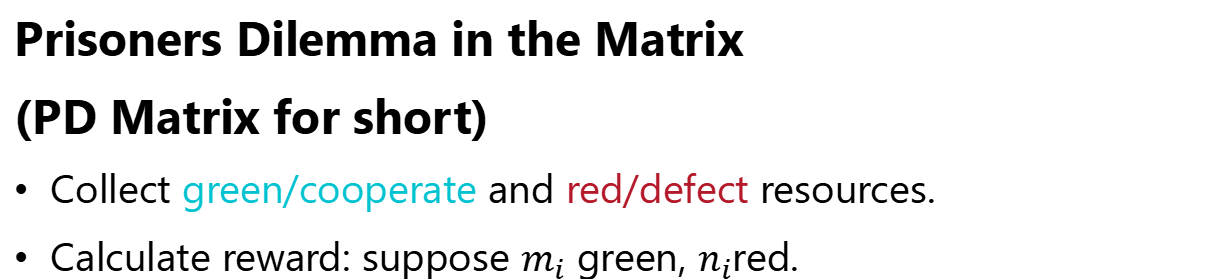 Prisoners Dilemma in the Matrix
(PD Matrix for short)
• Collect green/cooperate and red/defect resources.
• Calculate reward: suppose 𝑚ᵢ green, 𝑛ᵢred.